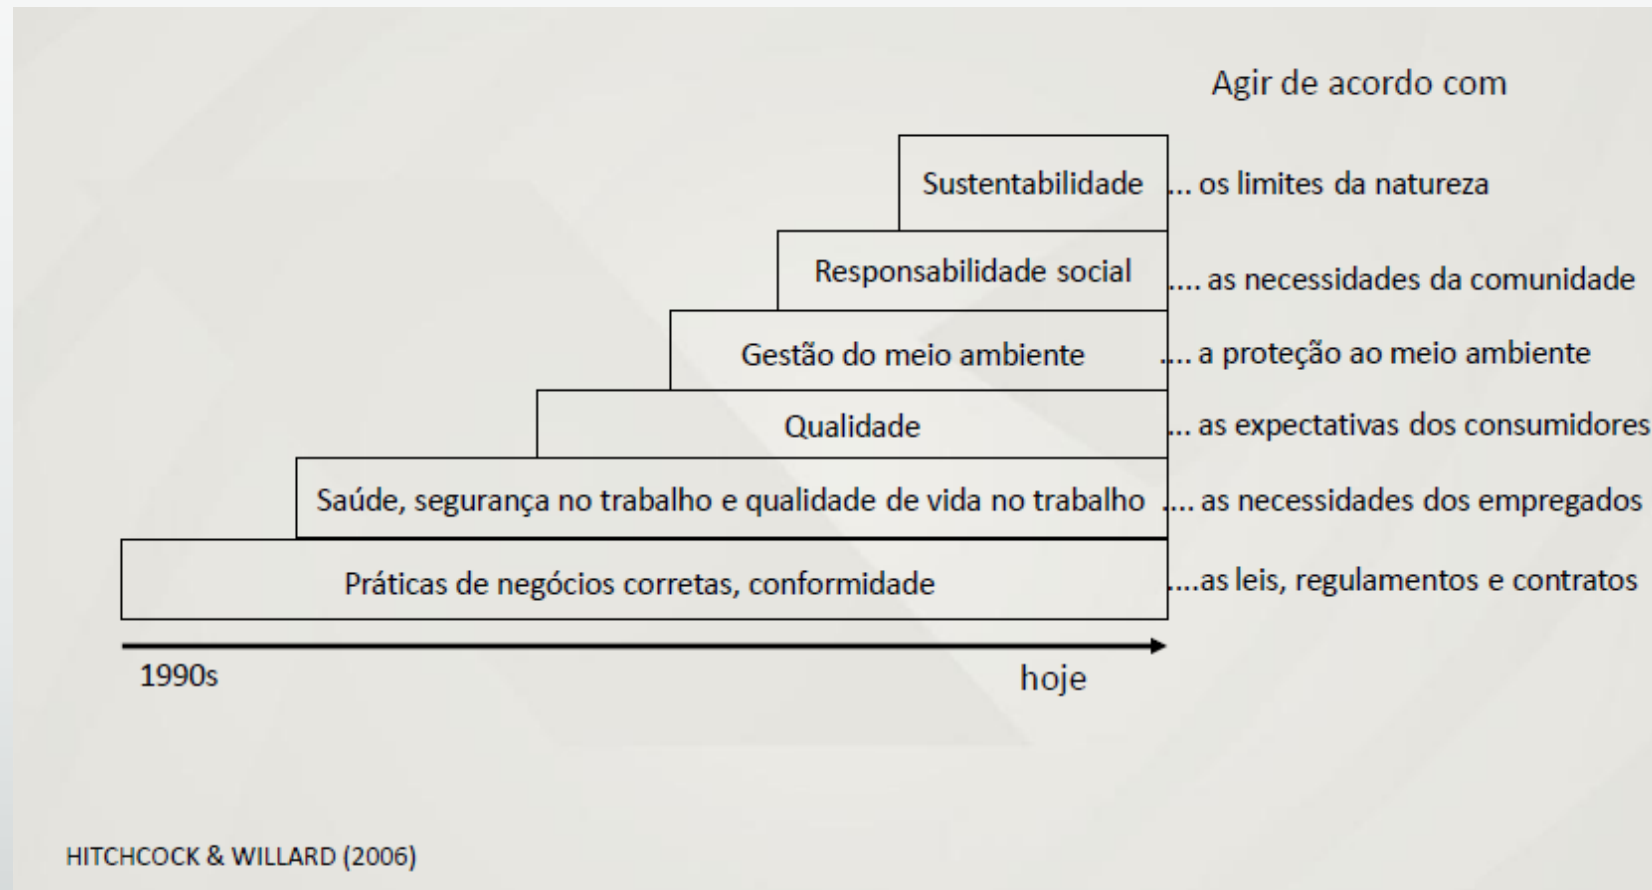 Agir de acordo com
Sustentabilidade ... os limites da natureza
Responsabilidade social .... as necessidades da comunidade
Gestão do meio ambiente .... a proteção ao meio ambiente
Qualidade ... as expectativas dos consumidores
Saúde, segurança no trabalho e qualidade de vida no trabalho .... as necessidades dos empregados
Práticas de negócios corretas, conformidade ....as leis, regulamentos e contratos
1990s hoje
HITCHCOCK & WILLARD (2006)